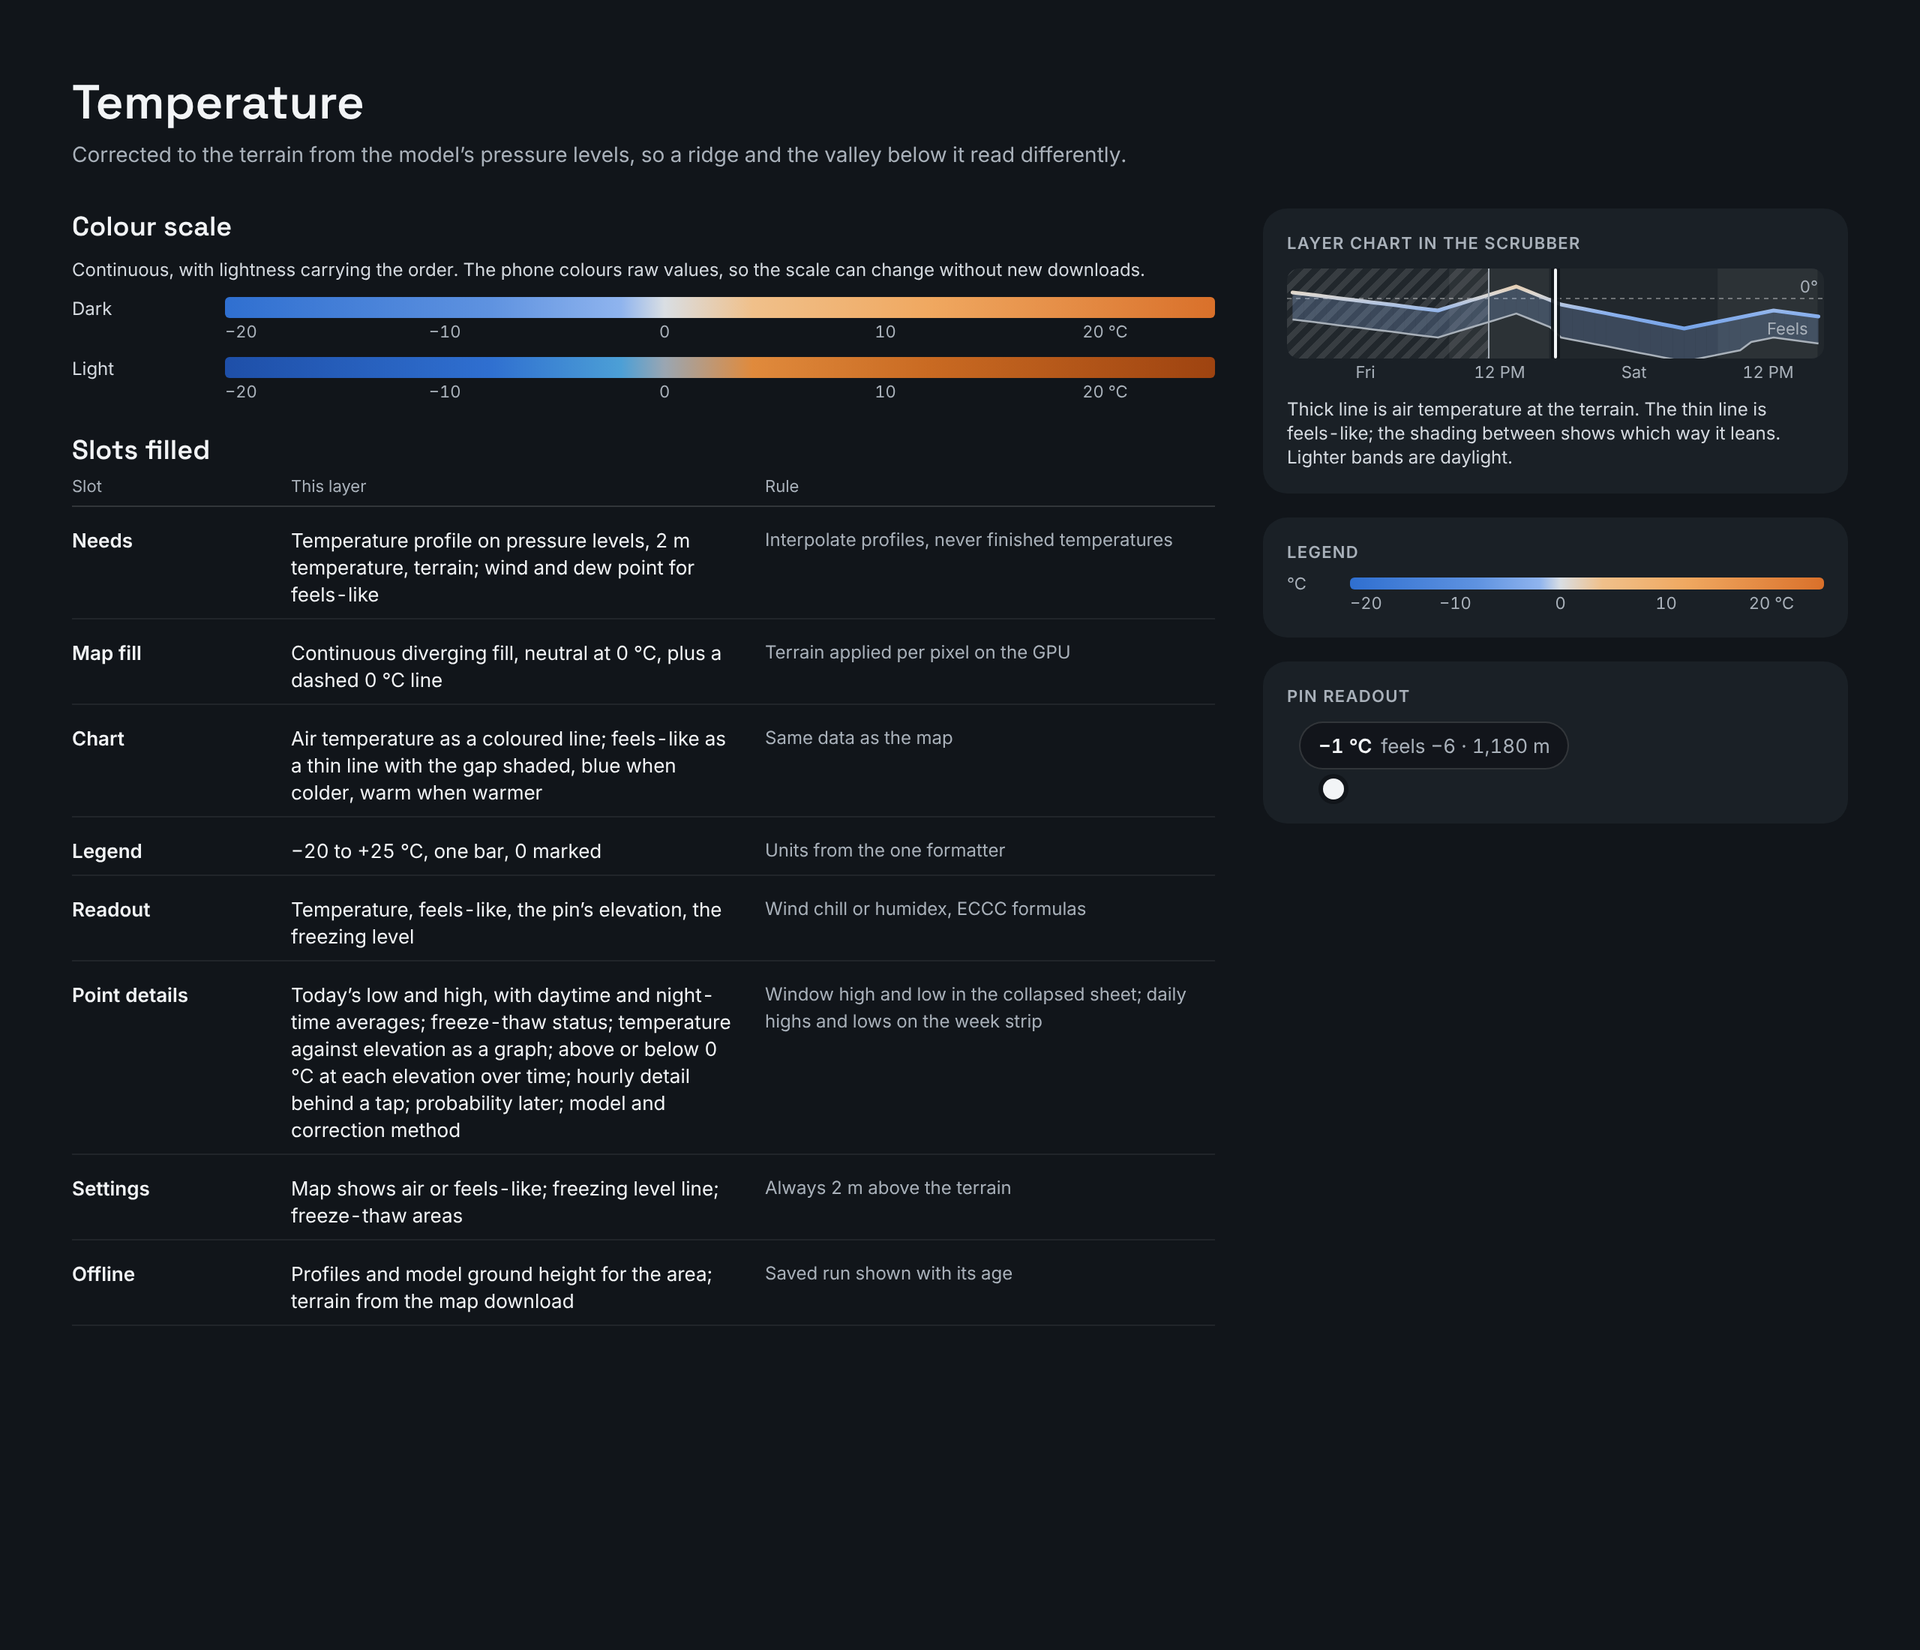 Temperature
Corrected to the terrain from the model’s pressure levels, so a ridge and the valley below it read differently.
Colour scale
Continuous, with lightness carrying the order. The phone colours raw values, so the scale can change without new downloads.
Dark
−20 −10 0 10 20 °C
Light
−20 −10 0 10 20 °C
Slots filled
Slot This layer Rule
Needs
Temperature profile on pressure levels, 2 m
temperature, terrain; wind and dew point for
feels-like
Interpolate profiles, never finished temperatures
Map fill
Continuous diverging fill, neutral at 0 °C, plus a
dashed 0 °C line
Terrain applied per pixel on the GPU
Chart
Air temperature as a coloured line; feels-like as
a thin line with the gap shaded, blue when
colder, warm when warmer
Same data as the map
Legend
−20 to +25 °C, one bar, 0 marked
Units from the one formatter
Readout
Temperature, feels-like, the pin’s elevation, the
freezing level
Wind chill or humidex, ECCC formulas
Point details
Today’s low and high, with daytime and night-
time averages; freeze-thaw status; temperature
against elevation as a graph; above or below 0
°C at each elevation over time; hourly detail
behind a tap; probability later; model and
correction method
Window high and low in the collapsed sheet; daily
highs and lows on the week strip
Settings
Map shows air or feels-like; freezing level line;
freeze-thaw areas
Always 2 m above the terrain
Offline
Profiles and model ground height for the area;
terrain from the map download
Saved run shown with its age
LAYER CHART IN THE SCRUBBER
0°
Feels
Fri 12 PM Sat 12 PM
Thick line is air temperature at the terrain. The thin line is
feels-like; the shading between shows which way it leans.
Lighter bands are daylight.
LEGEND
°C
−20 −10 0 10 20 °C
PIN READOUT
−1 °C feels −6 · 1,180 m